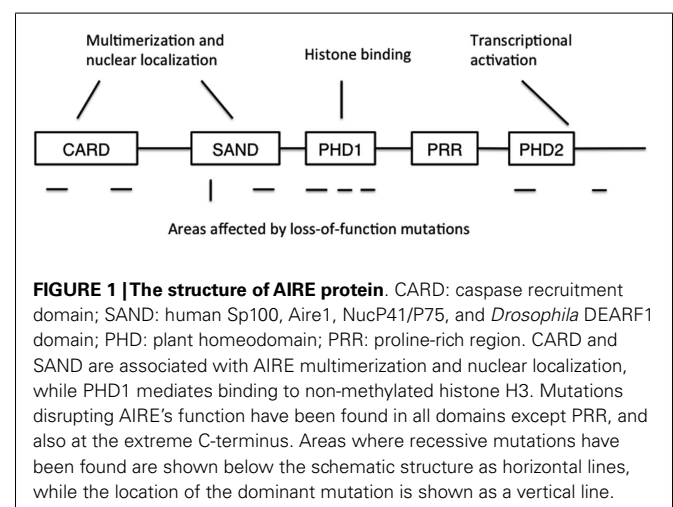 Multimerization and
nuclear localization
Histone binding
Transcriptional
activation
CARD
SAND
PHD1
PRR
PHD2
Areas affected by loss-of-function mutations
FIGURE 1 | The structure of AIRE protein. CARD: caspase recruitment
domain; SAND: human Sp100, Aire1, NucP41/P75, and Drosophila DEARF1
domain; PHD: plant homeodomain; PRR: proline-rich region. CARD and
SAND are associated with AIRE multimerization and nuclear localization,
while PHD1 mediates binding to non-methylated histone H3. Mutations
disrupting AIRE's function have been found in all domains except PRR, and
also at the extreme C-terminus. Areas where recessive mutations have
been found are shown below the schematic structure as horizontal lines,
while the location of the dominant mutation is shown as a vertical line.